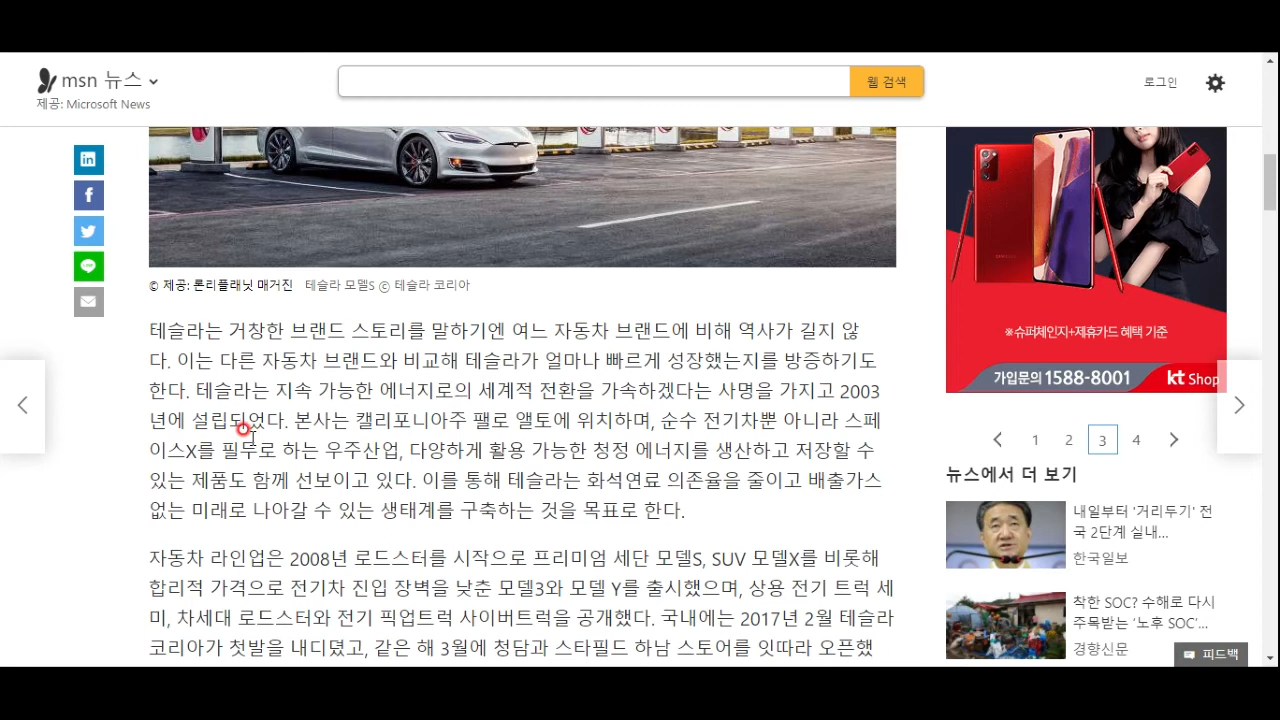 msn 뉴스
제공: Microsoft News
웹 검색
로그인
© 제공: 론리플래닛 매거진 테슬라 모델S ⓒ 테슬라 코리아
테슬라는 거창한 브랜드 스토리를 말하기엔 여느 자동차 브랜드에 비해 역사가 길지 않
다. 이는 다른 자동차 브랜드와 비교해 테슬라가 얼마나 빠르게 성장했는지를 방증하기도
한다. 테슬라는 지속 가능한 에너지로의 세계적 전환을 가속하겠다는 사명을 가지고 2003
년에 설립되었다. 본사는 캘리포니아주 팰로 앨토에 위치하며, 순수 전기차뿐 아니라 스페
이스X를 필두로 하는 우주산업, 다양하게 활용 가능한 청정 에너지를 생산하고 저장할 수
있는 제품도 함께 선보이고 있다. 이를 통해 테슬라는 화석연료 의존율을 줄이고 배출가스
없는 미래로 나아갈 수 있는 생태계를 구축하는 것을 목표로 한다.
자동차 라인업은 2008년 로드스터를 시작으로 프리미엄 세단 모델S, SUV 모델X를 비롯해
합리적 가격으로 전기차 진입 장벽을 낮춘 모델3와 모델 Y를 출시했으며, 상용 전기 트럭 세
미, 차세대 로드스터와 전기 픽업트럭 사이버트럭을 공개했다. 국내에는 2017년 2월 테슬라
코리아가 첫발을 내디뎠고, 같은 해 3월에 청담과 스타필드 하남 스토어를 잇따라 오픈했
※슈퍼체인지+제휴카드 혜택 기준
가입문의 1588-8001 kt Shop
1 2 3 4
뉴스에서 더 보기
내일부터 '거리두기' 전
국 2단계 실내...
한국일보
착한 SOC? 수해로 다시
주목받는 '노후 SOC'...
경향신문
피드백